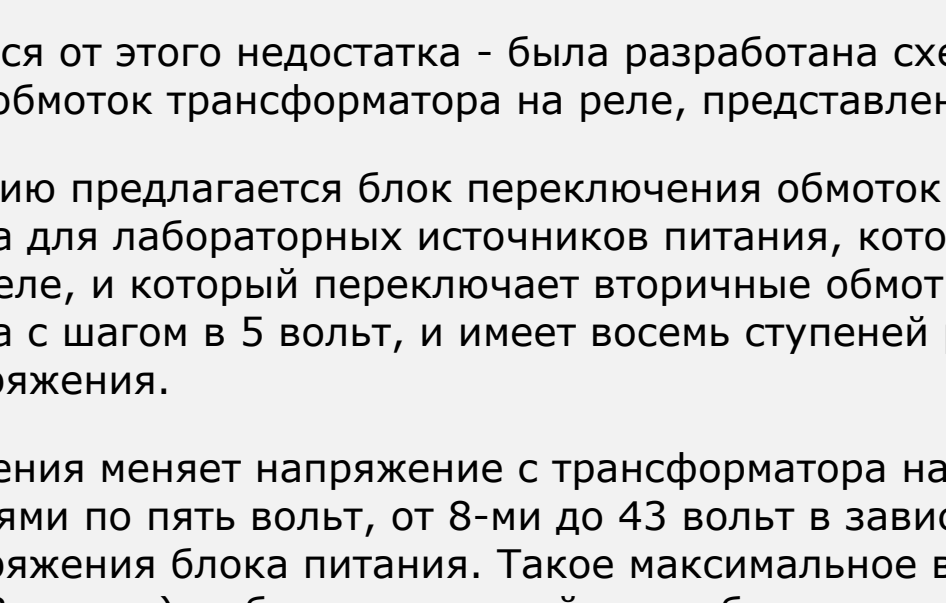 ся от этого недостатка - была разработана схе
обмоток трансформатора на реле, представлен
ию предлагается блок переключения обмоток
а для лабораторных источников питания, кото
еле, и который переключает вторичные обмот
а с шагом в 5 вольт, и имеет восемь ступеней
ряжения.
ения меняет напряжение с трансформатора на
ями по пять вольт, от 8-ми до 43 вольт в завис
ряжения блока питания. Такое максимальное в